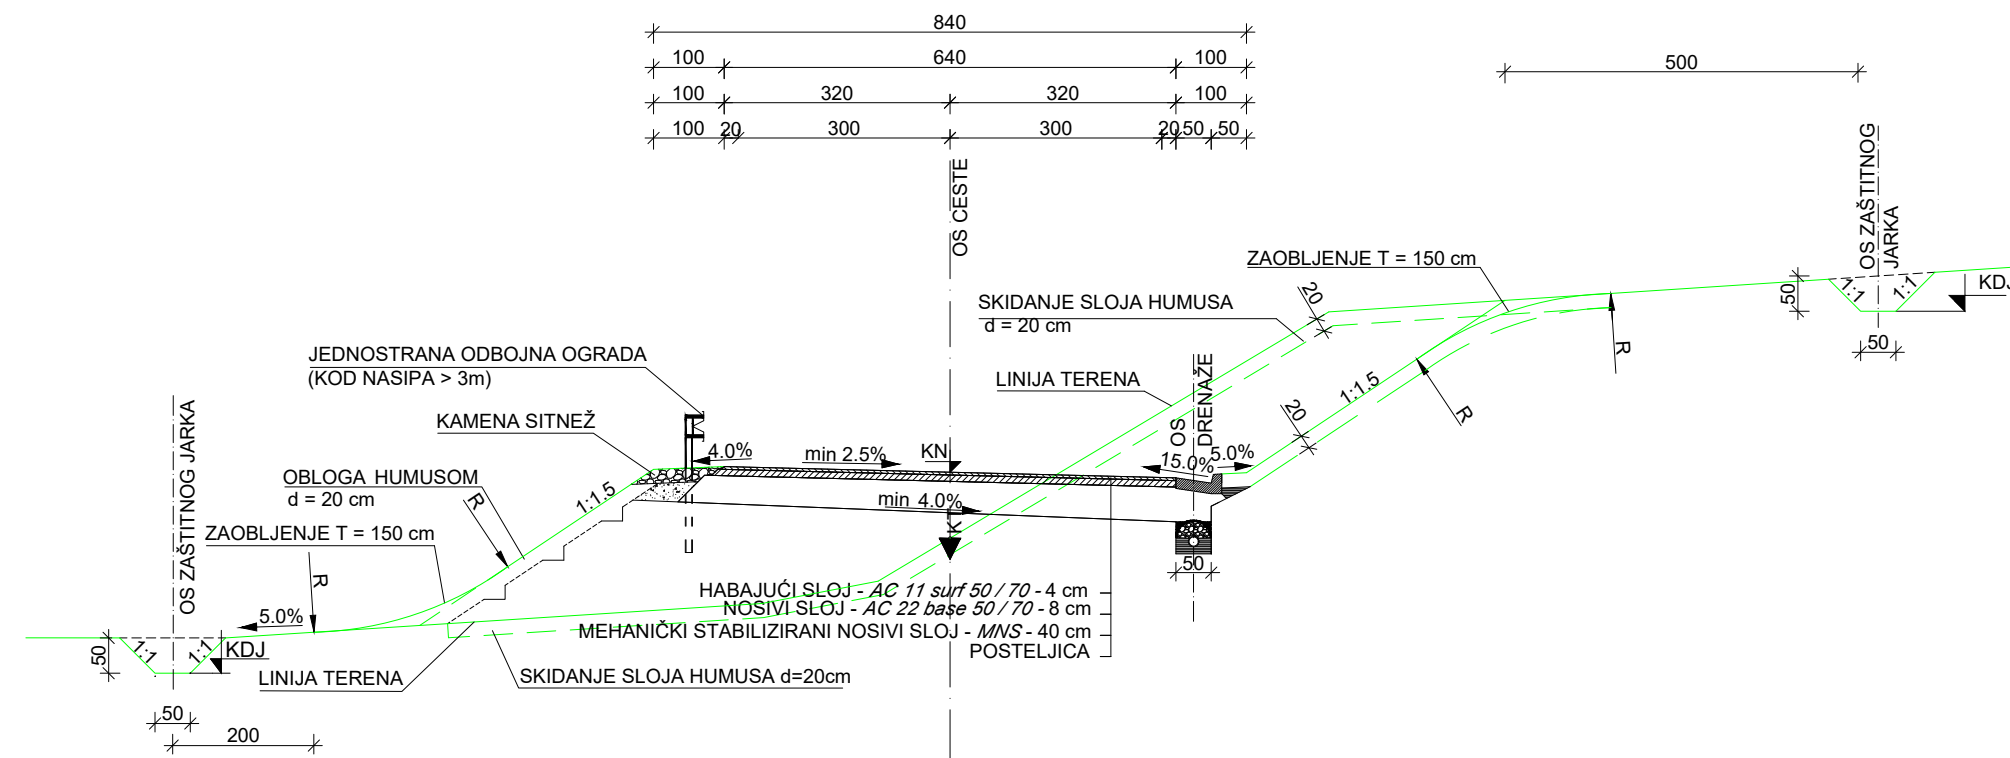 840
100 640 100
500
100 320 320 100
100 20 300 300 20 50 50
OS CESTE
OS ZAŠTITNOG
JARKA
ZAOBLJENJE T = 150 cm
SKIDANJE SLOJA HUMUSA
d = 20 cm
20
50
1:1
1:1
KDJ
50
R
JEDNOSTRANA ODBOJNA OGRADA
(KOD NASIPA > 3m)
LINIJA TERENA
OS
DRENAŽE
1:1.5
R
20
KAMENA SITNEŽ
4.0%
min 2.5%
KN
15.0%
5.0%
OS ZAŠTITNOG JARKA
OBLOGA HUMUSOM
d = 20 cm
R
1:1.5
min 4.0%
ZAOBLJENJE T = 150 cm
R
50
HABAJUĆI SLOJ - AC 11 surf 50 / 70 - 4 cm
NOSIVI SLOJ - AC 22 base 50 / 70 - 8 cm
MEHANIČKI STABILIZIRANI NOSIVI SLOJ - MNS - 40 cm
POSTELJICA
5.0%
50
1:1
1:1
KDJ
LINIJA TERENA
SKIDANJE SLOJA HUMUSA d=20cm
50
200